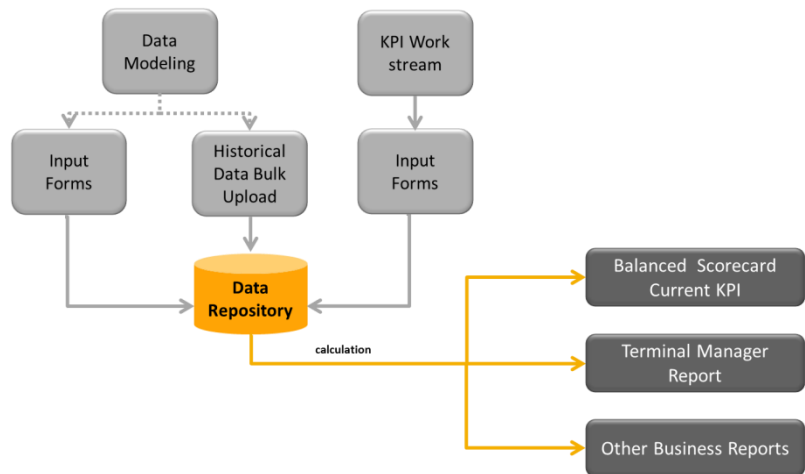 Data
Modeling
KPI Work
stream
Input
Forms
Historical
Data Bulk
Upload
Input
Forms
Data
Repository
calculation
Balanced Scorecard
Current KPI
Terminal Manager
Report
Other Business Reports